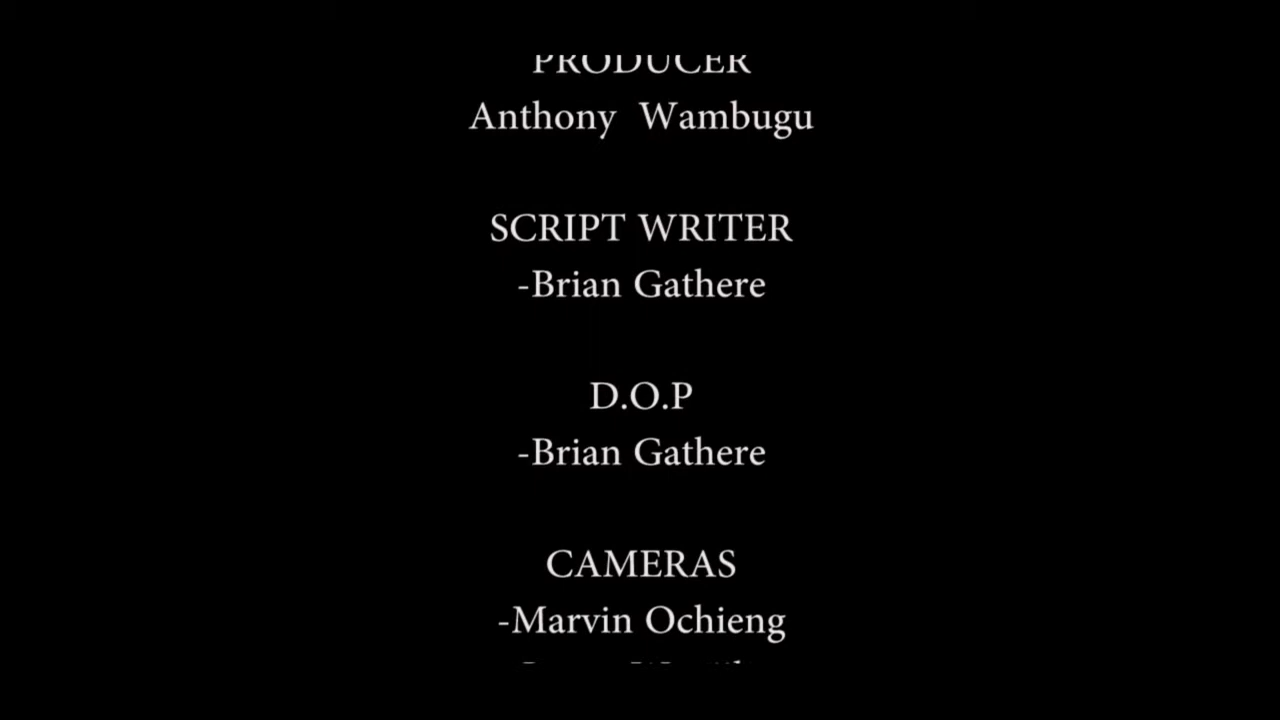 PRODUCER
Anthony  Wambugu
SCRIPT WRITER
-Brian Gathere
D.O.P
-Brian Gathere
CAMERAS
-Marvin Ochieng